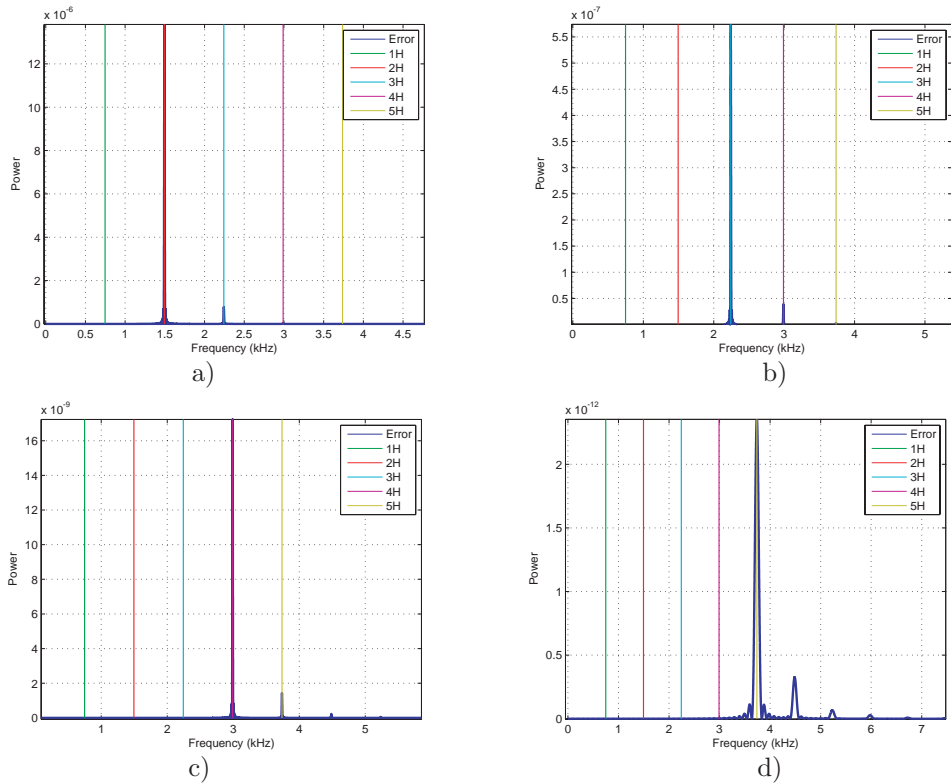 x 10^-6
Error
1H
2H
3H
4H
5H
12
10
8
6
4
2
0
Power
0 0.5 1 1.5 2 2.5 3 3.5 4 4.5
Frequency (kHz)
a)
x 10^-7
Error
1H
2H
3H
4H
5H
5.5
5
4.5
4
3.5
3
2.5
2
1.5
1
0.5
Power
0 1 2 3 4 5
Frequency (kHz)
b)
x 10^-9
Error
1H
2H
3H
4H
5H
16
14
12
10
8
6
4
2
0
Power
1 2 3 4 5
Frequency (kHz)
c)
x 10^-12
Error
1H
2H
3H
4H
5H
2
1.5
1
0.5
0
Power
0 1 2 3 4 5 6 7
Frequency (kHz)
d)